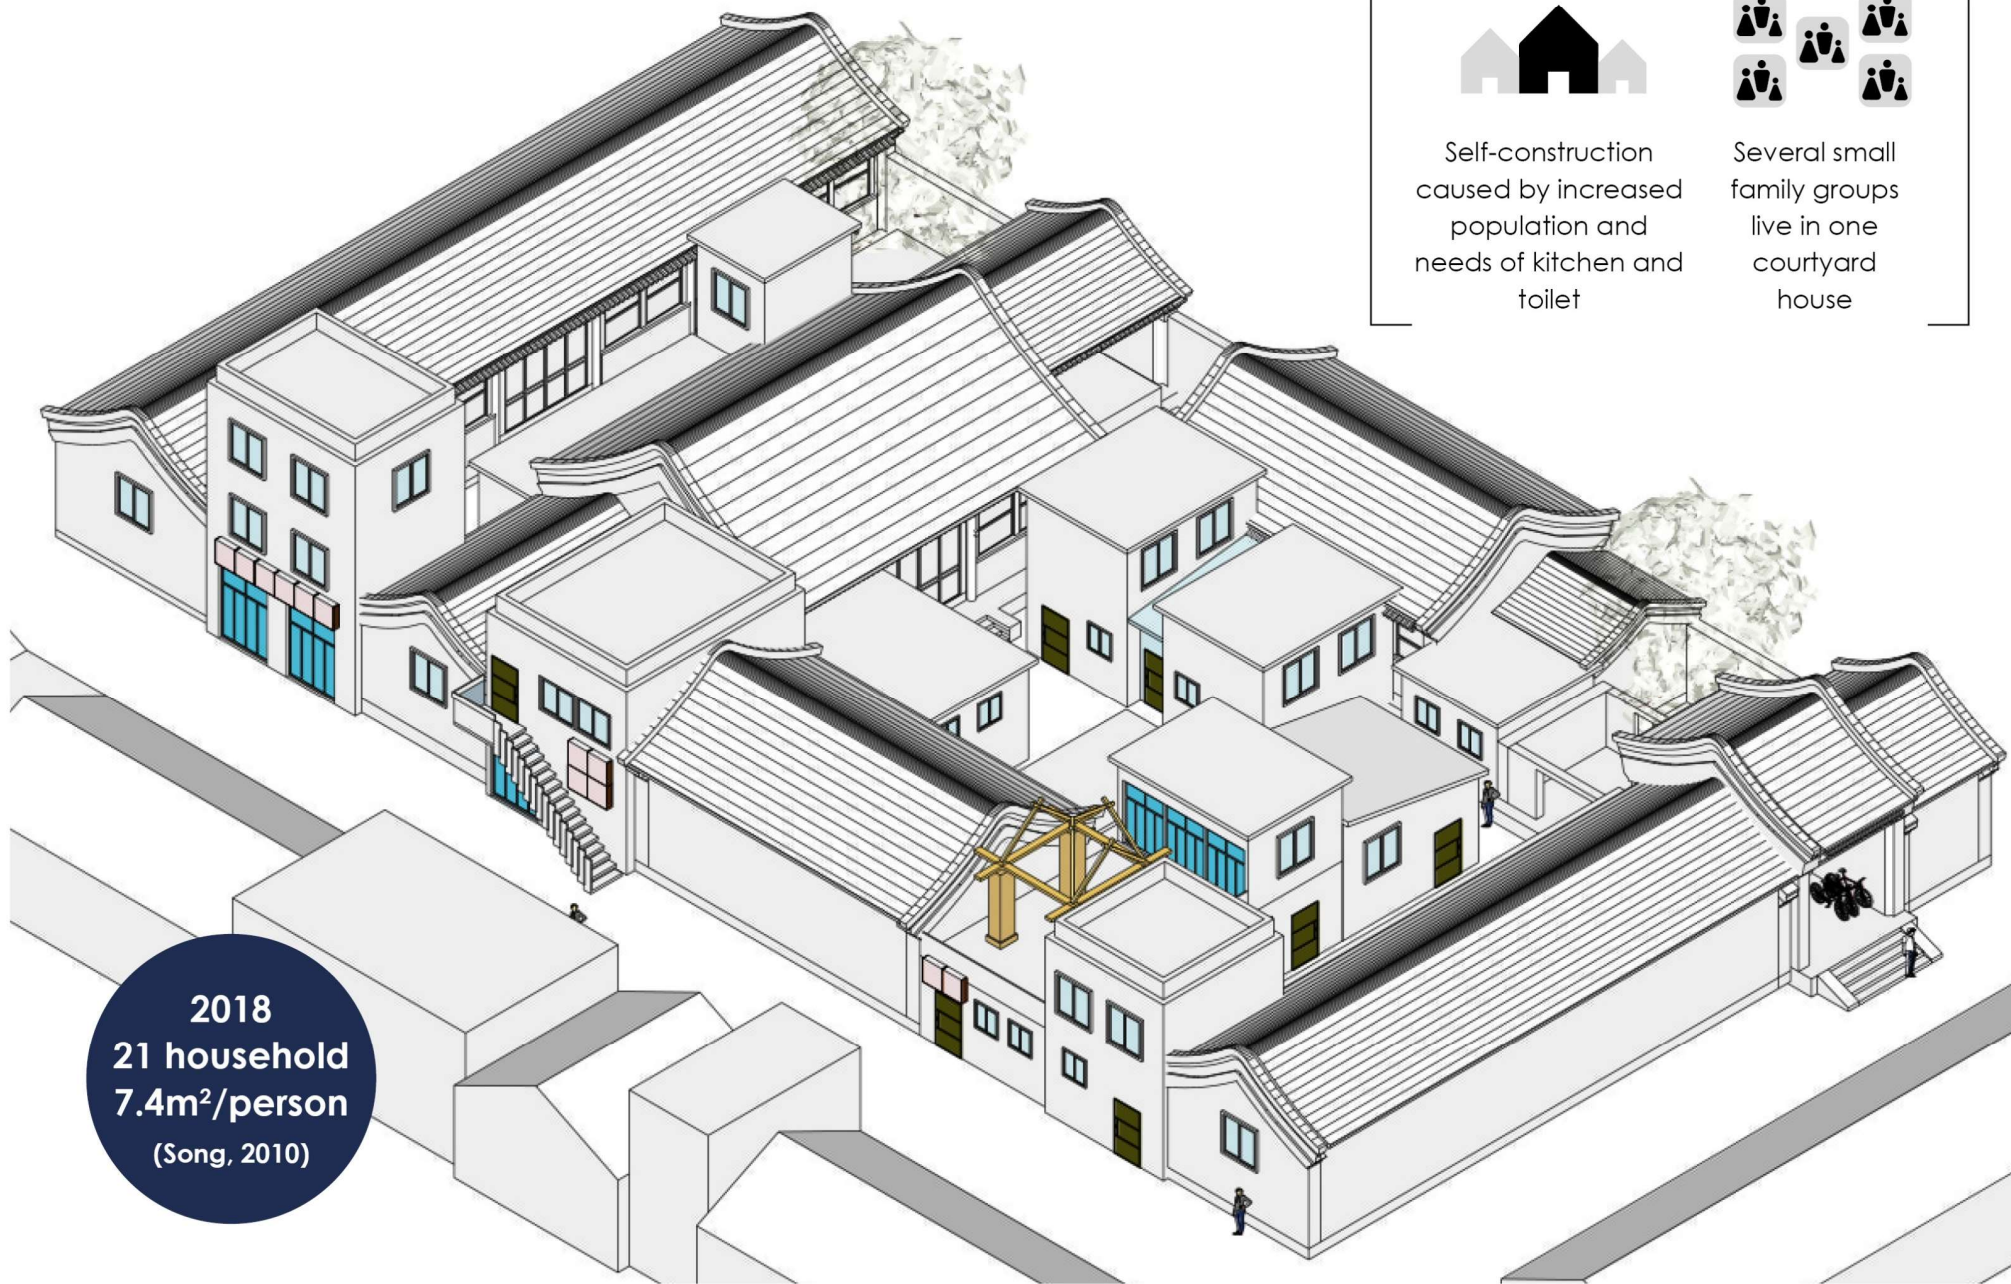 Self-construction
caused by increased
population and
needs of kitchen and
toilet
Several small
family groups
live in one
courtyard
house
2018
21 household
7.4m²/person
(Song, 2010)